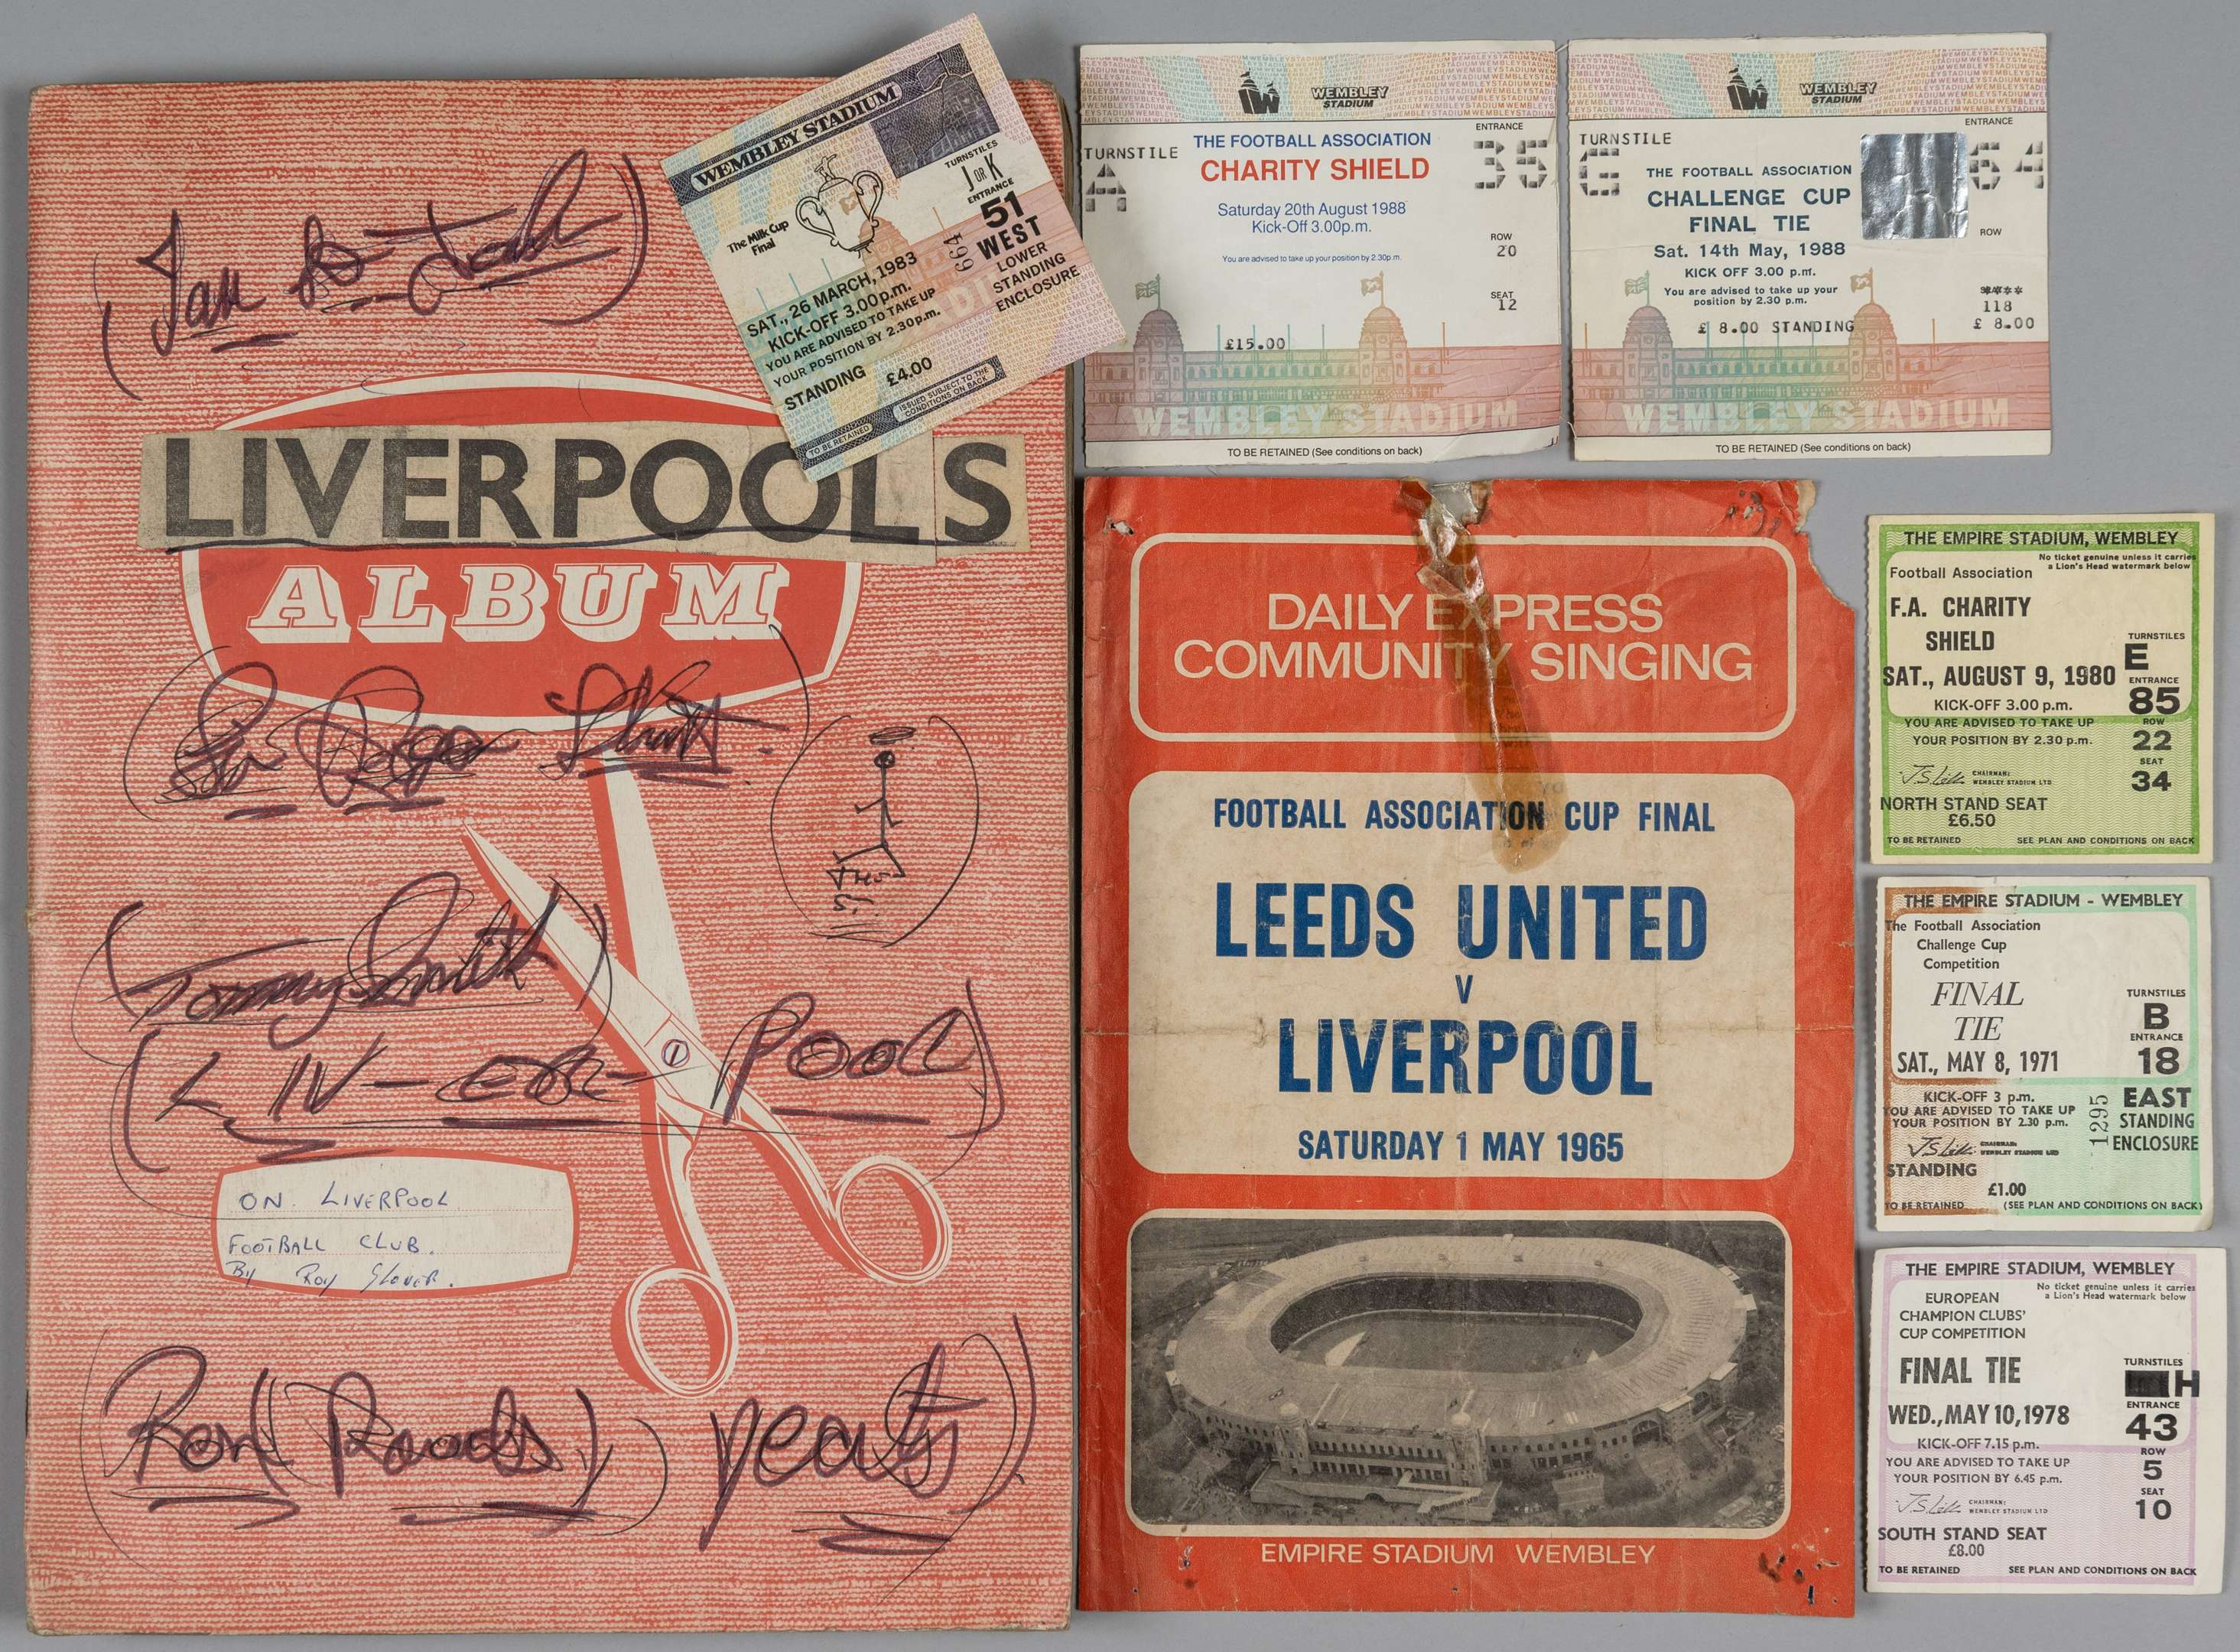 Ian St-John
LIVERPOOLS
ALBUM
Sir Roger Hunt
THE
ST.
Tommy Smith
LIV-ER-POOL
ON LIVERPOOL
FOOTBALL CLUB.
By Roy Glover.
Ron Yeats
WEMBLEY STADIUM
The Milk Cup
Final
TURNSTILES
J OR K
ENTRANCE
51
WEST
LOWER
STANDING
ENCLOSURE
664
SAT., 26 MARCH, 1983
KICK-OFF 3.00p.m.
YOU ARE ADVISED TO TAKE UP
YOUR POSITION BY 2.30p.m.
STANDING £4.00
ISSUED SUBJECT TO THE
CONDITIONS ON BACK
TO BE RETAINED
WEMBLEY
STADIUM
TURNSTILE
A
THE FOOTBALL ASSOCIATION
CHARITY SHIELD
Saturday 20th August 1988
Kick-Off 3.00p.m.
You are advised to take up your position by 2.30p.m.
ENTRANCE
35
ROW
20
SEAT
12
£15.00
WEMBLEY STADIUM
TO BE RETAINED (See conditions on back)
WEMBLEY
STADIUM
TURNSTILE
G
THE FOOTBALL ASSOCIATION
CHALLENGE CUP
FINAL TIE
Sat. 14th May, 1988
KICK OFF 3.00 p.m.
You are advised to take up your
position by 2.30 p.m.
£ 8.00 STANDING
ENTRANCE
64
ROW
****
118
£ 8.00
WEMBLEY STADIUM
TO BE RETAINED (See conditions on back)
DAILY EXPRESS
COMMUNITY SINGING
FOOTBALL ASSOCIATION CUP FINAL
LEEDS UNITED
V
LIVERPOOL
SATURDAY 1 MAY 1965
EMPIRE STADIUM WEMBLEY
THE EMPIRE STADIUM, WEMBLEY
No ticket genuine unless it carries
a Lion's Head watermark below
Football Association
F.A. CHARITY
SHIELD
SAT., AUGUST 9, 1980
KICK-OFF 3.00 p.m.
YOU ARE ADVISED TO TAKE UP
YOUR POSITION BY 2.30 p.m.
CHAIRMAN:
WEMBLEY STADIUM LTD
NORTH STAND SEAT
£6.50
TURNSTILES
E
ENTRANCE
85
ROW
22
SEAT
34
TO BE RETAINED SEE PLAN AND CONDITIONS ON BACK
THE EMPIRE STADIUM - WEMBLEY
The Football Association
Challenge Cup
Competition
FINAL
TIE
SAT., MAY 8, 1971
KICK-OFF 3 p.m.
YOU ARE ADVISED TO TAKE UP
YOUR POSITION BY 2.30 p.m.
CHAIRMAN:
WEMBLEY STADIUM LTD
STANDING
£1.00
TURNSTILES
B
ENTRANCE
18
EAST
STANDING
ENCLOSURE
1295
TO BE RETAINED (SEE PLAN AND CONDITIONS ON BACK)
THE EMPIRE STADIUM, WEMBLEY
No ticket genuine unless it carries
a Lion's Head watermark below
EUROPEAN
CHAMPION CLUBS'
CUP COMPETITION
FINAL TIE
WED., MAY 10, 1978
KICK-OFF 7.15 p.m.
YOU ARE ADVISED TO TAKE UP
YOUR POSITION BY 6.45 p.m.
CHAIRMAN:
WEMBLEY STADIUM LTD
SOUTH STAND SEAT
£8.00
TURNSTILES
H
ENTRANCE
43
ROW
5
SEAT
10
TO BE RETAINED SEE PLAN AND CONDITIONS ON BACK